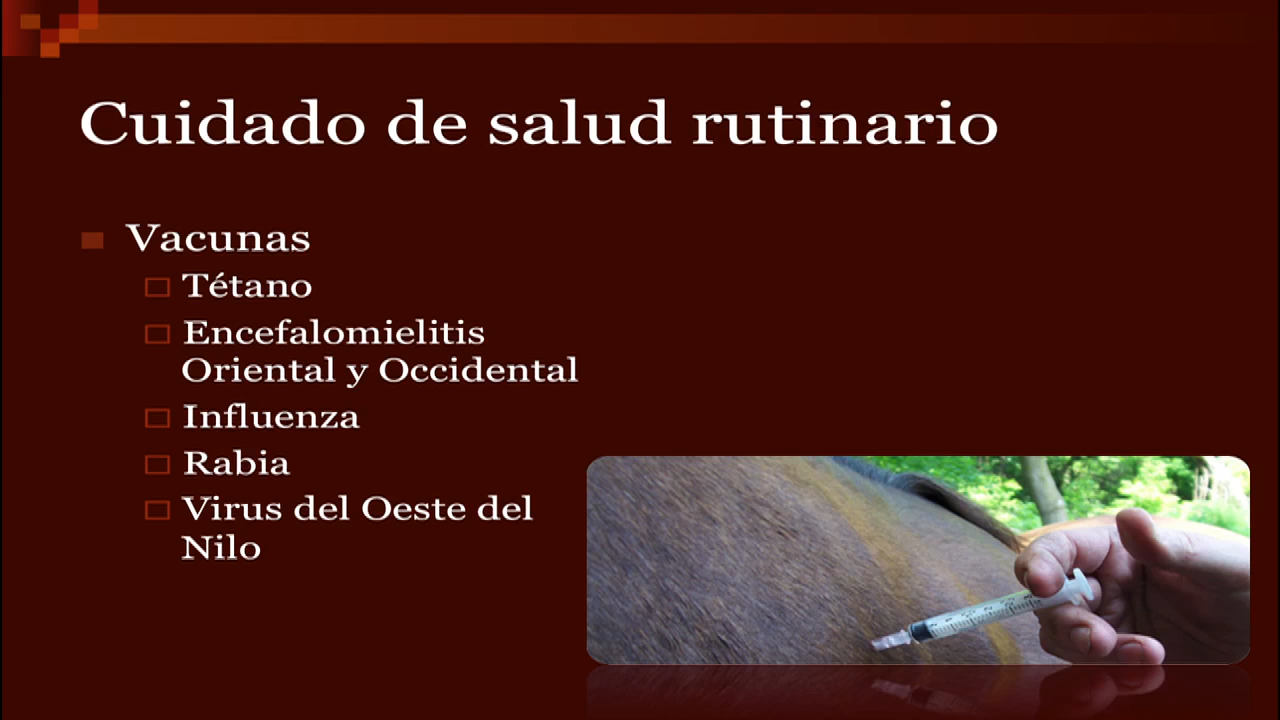 Cuidado de salud rutinario
Vacunas
Tétano
Encefalomielitis
Oriental y Occidental
Influenza
Rabia
Virus del Oeste del
Nilo